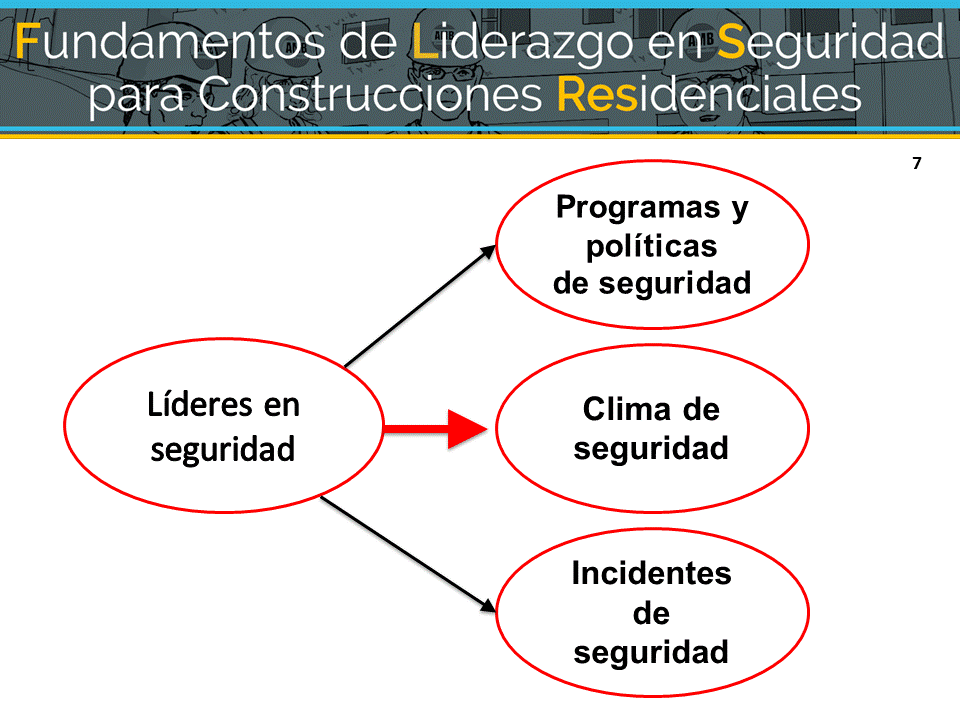 Fundamentos de Liderazgo en Seguridad
para Construcciones Residenciales
7
Programas y
políticas
de seguridad
Líderes en
seguridad
Clima de
seguridad
Incidentes
de
seguridad